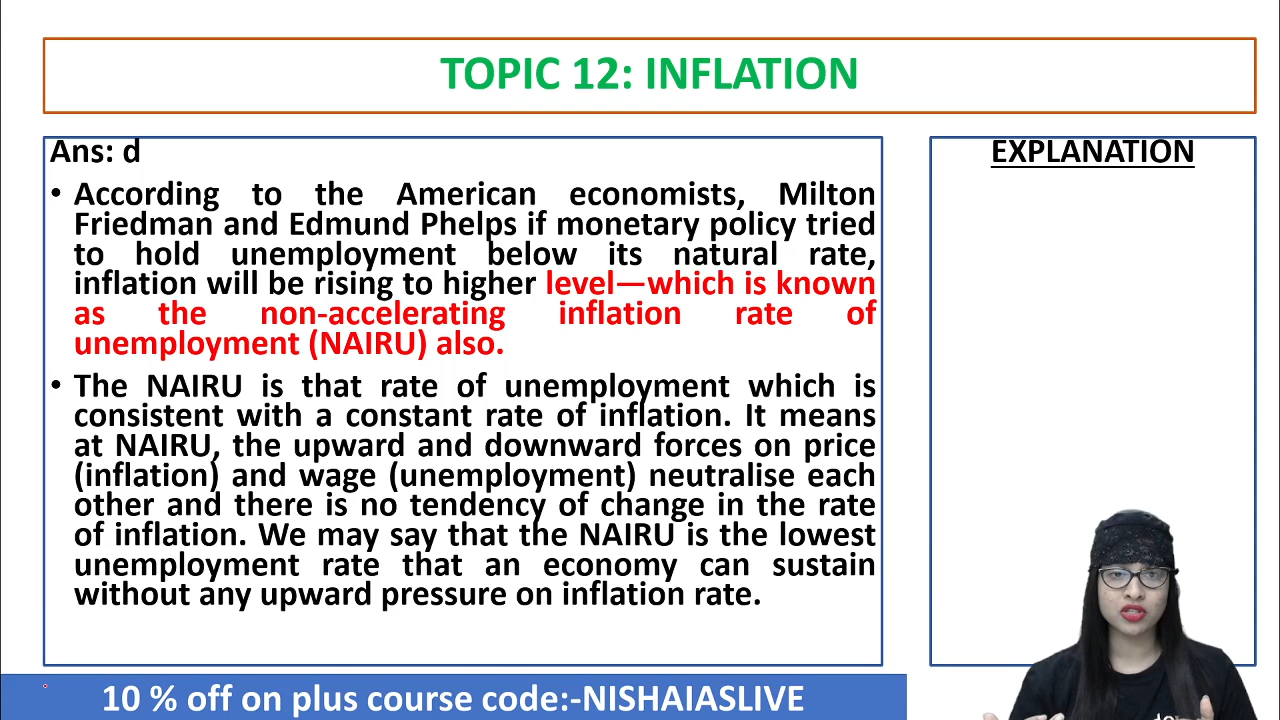 TOPIC 12: INFLATION
Ans: d
• According to the American economists, Milton
Friedman and Edmund Phelps if monetary policy tried
to hold unemployment below its natural rate,
inflation will be rising to higher level—which is known
as the non-accelerating inflation rate of
unemployment (NAIRU) also.
• The NAIRU is that rate of unemployment which is
consistent with a constant rate of inflation. It means
at NAIRU, the upward and downward forces on price
(inflation) and wage (unemployment) neutralise each
other and there is no tendency of change in the rate
of inflation. We may say that the NAIRU is the lowest
unemployment rate that an economy can sustain
without any upward pressure on inflation rate.
EXPLANATION
10 % off on plus course code:-NISHAIASLIVE